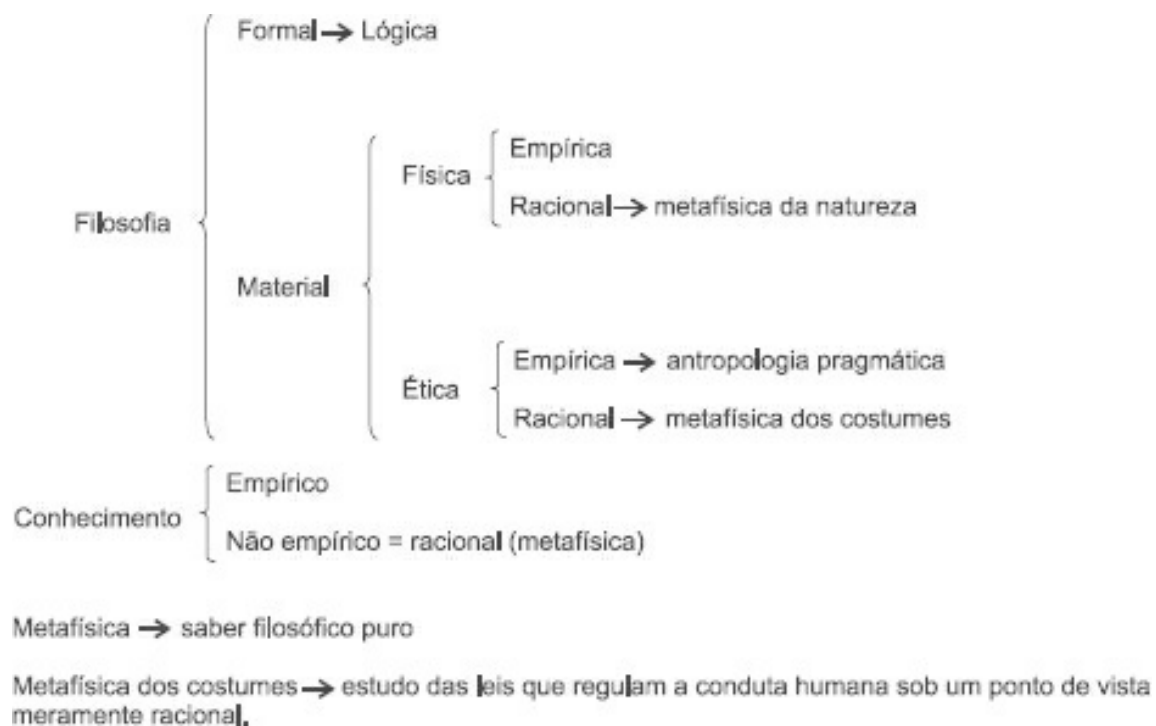 Formal → Lógica
Empírica
Física
Racional → metafísica da natureza
Filosofia
Material
Empírica → antropologia pragmática
Ética
Racional → metafísica dos costumes
Empírico
Conhecimento
Não empírico = racional (metafísica)
Metafísica → saber filosófico puro
Metafísica dos costumes → estudo das leis que regulam a conduta humana sob um ponto de vista
meramente racional.